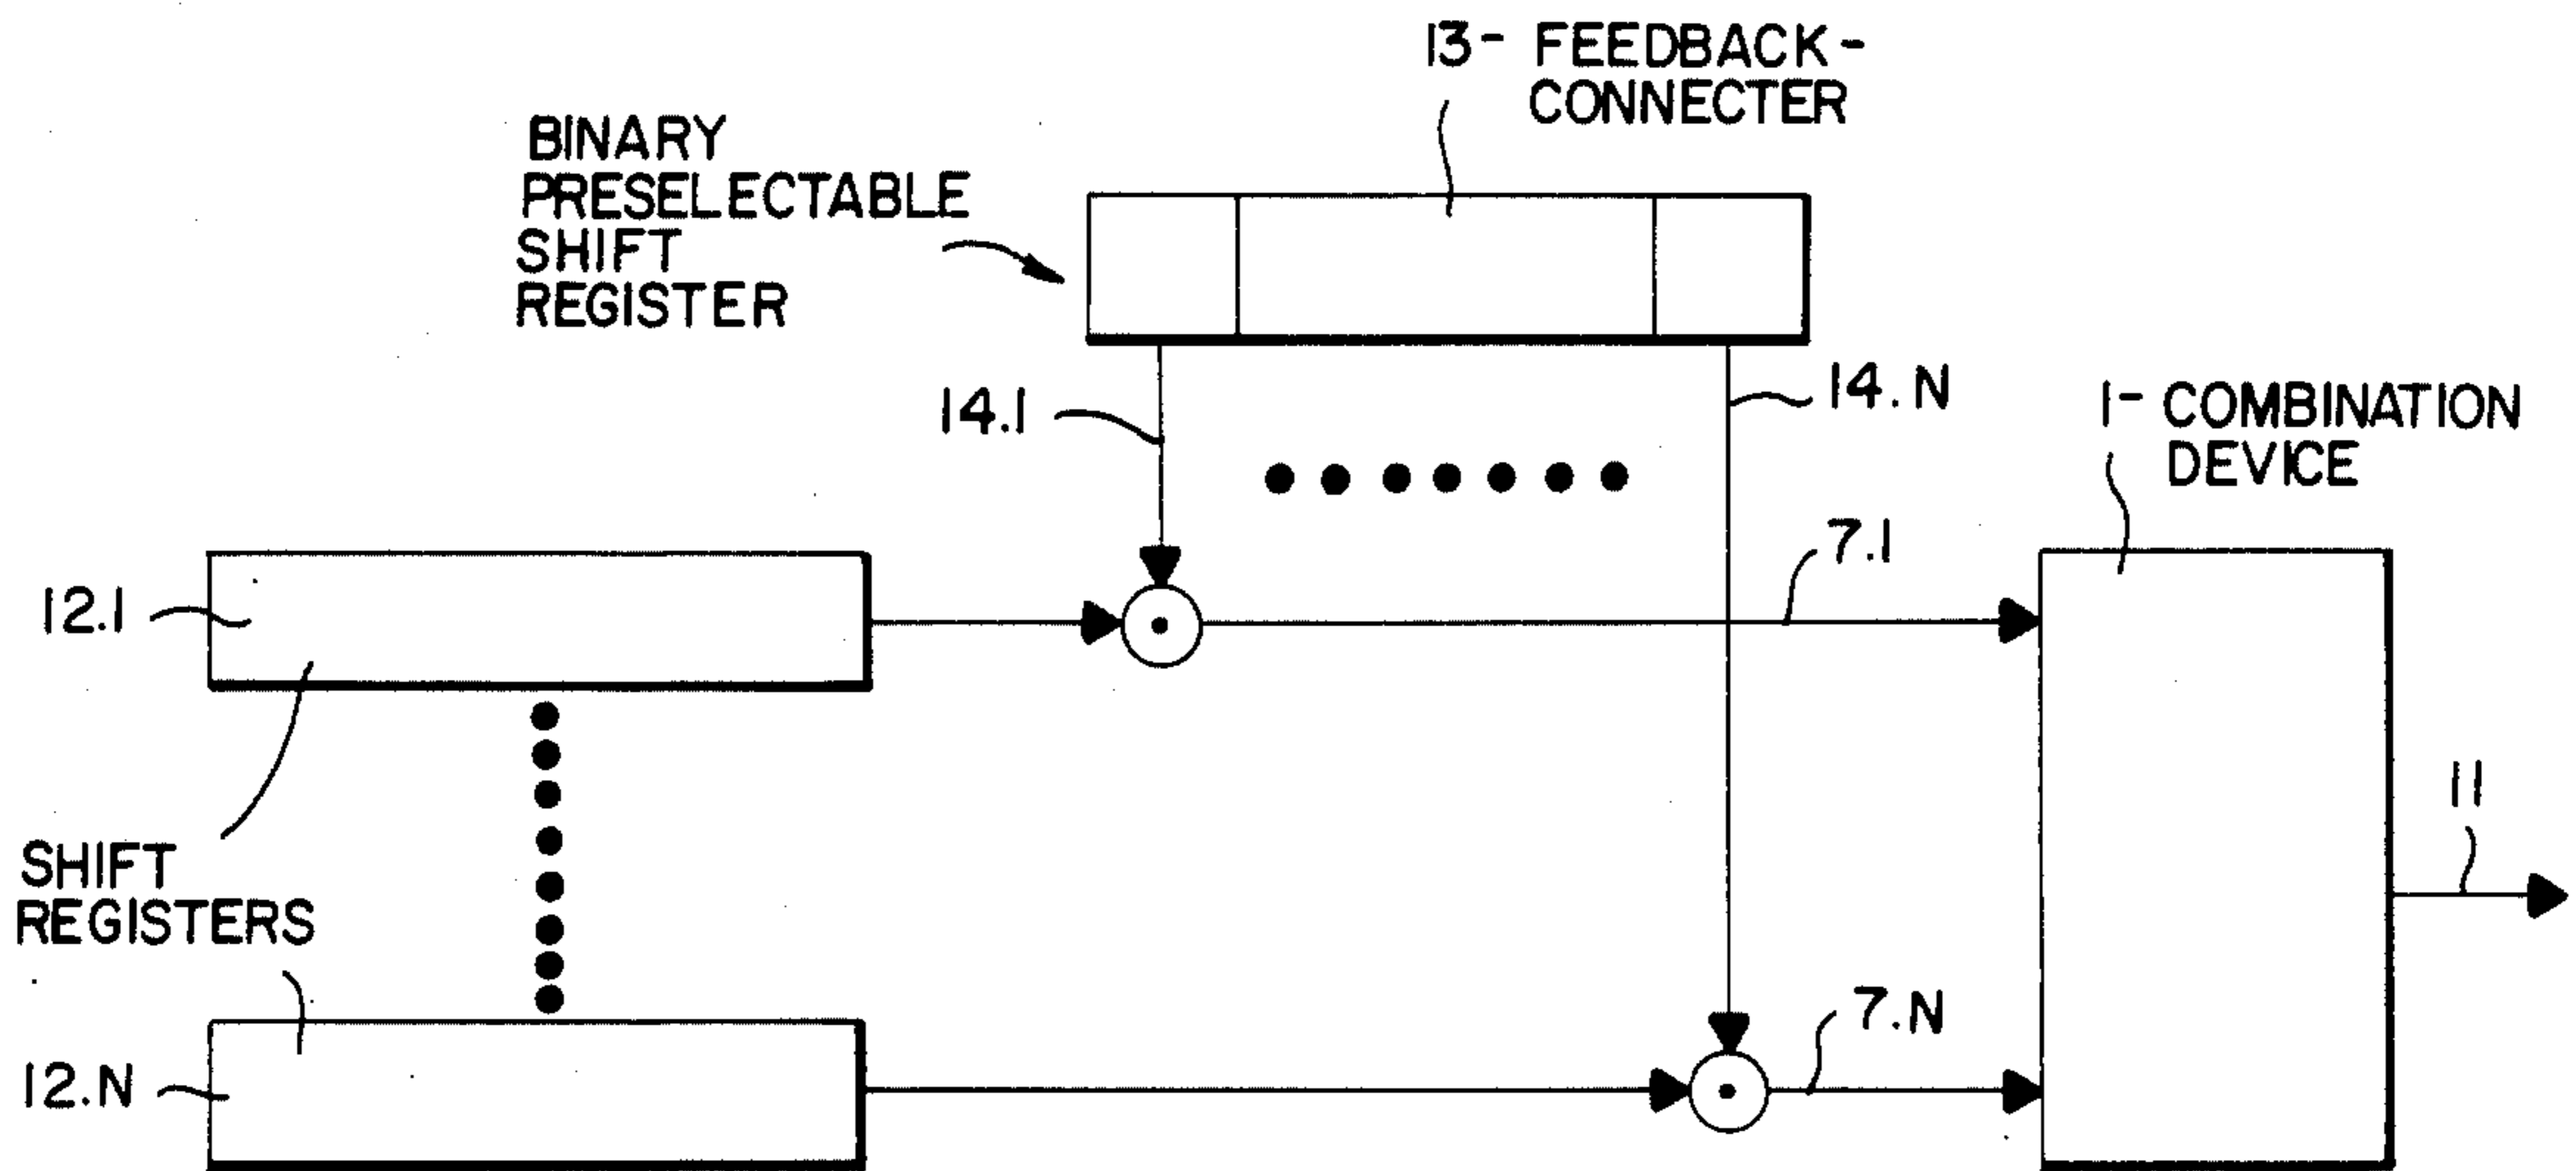 13- FEEDBACK-
CONNECTER
BINARY
PRESELECTABLE
SHIFT
REGISTER
14.1
14.N
1- COMBINATION
DEVICE
12.1
7.1
SHIFT
REGISTERS
11
12.N
7.N